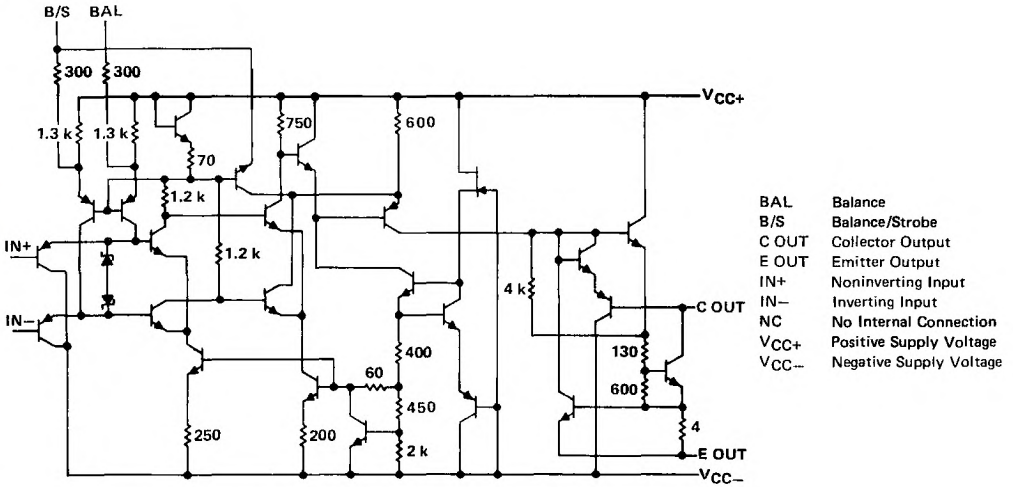 B/S BAL
300 300
VCC+
1.3 k 1.3 k
750
600
70
1.2 k
IN+
1.2 k
4 k
C OUT
IN−
400
130
60
600
450
4
250
200
2 k
E OUT
VCC−
BAL Balance
B/S Balance/Strobe
C OUT Collector Output
E OUT Emitter Output
IN+ Noninverting Input
IN− Inverting Input
NC No Internal Connection
VCC+ Positive Supply Voltage
VCC− Negative Supply Voltage